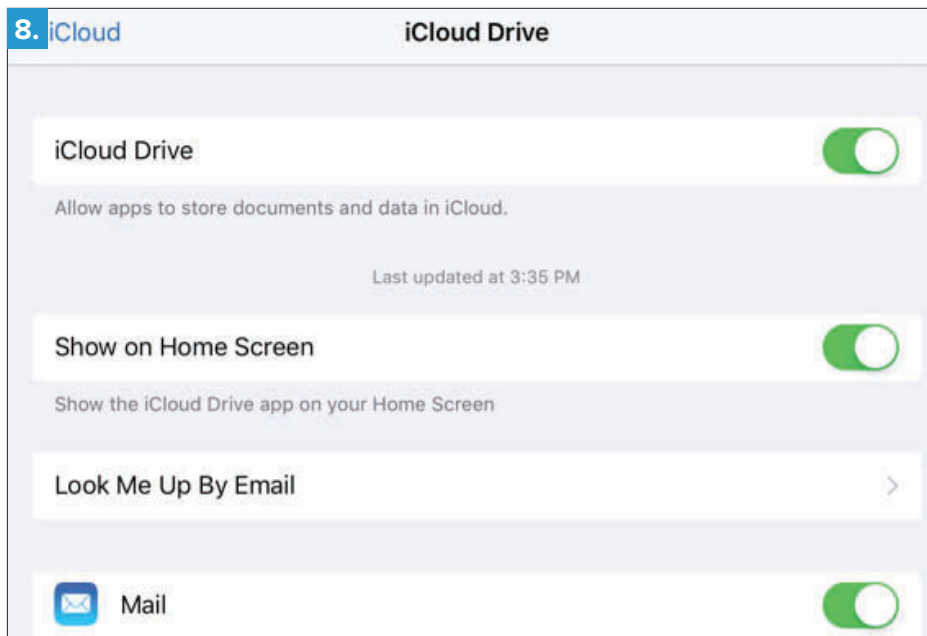 8. iCloud iCloud Drive
iCloud Drive
Allow apps to store documents and data in iCloud.
Last updated at 3:35 PM
Show on Home Screen
Show the iCloud Drive app on your Home Screen
Look Me Up By Email
Mail